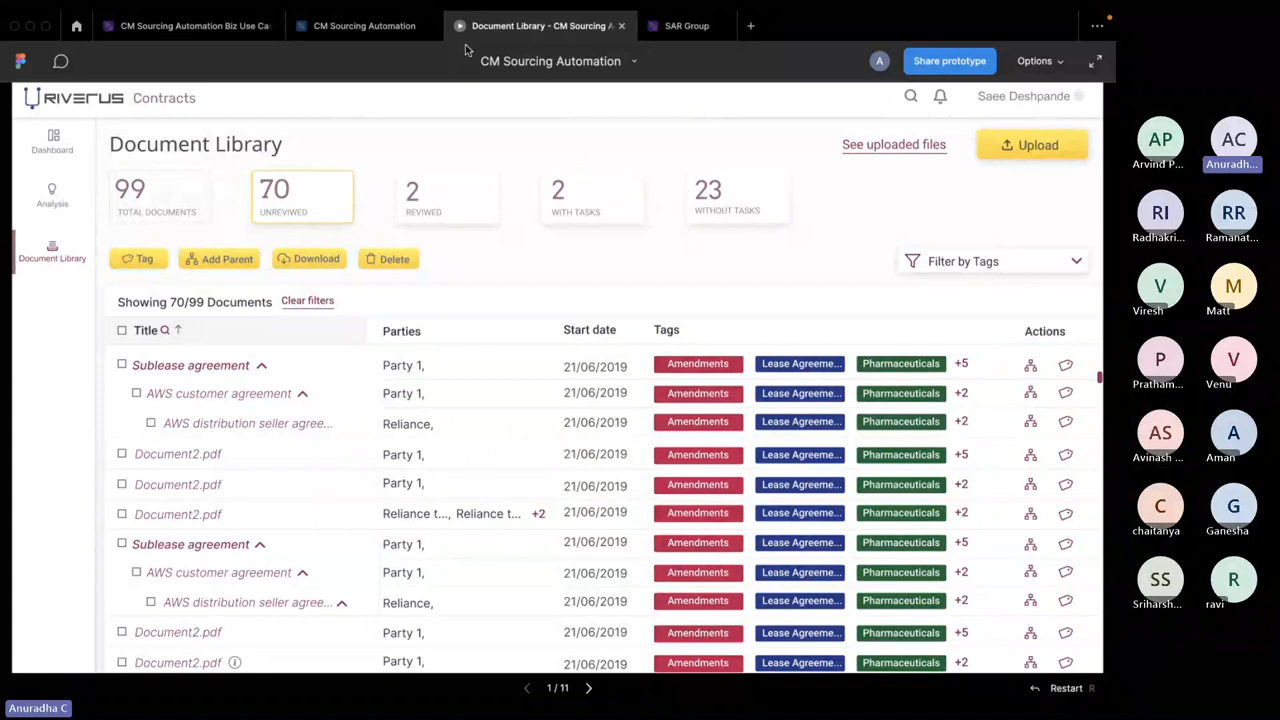 CM Sourcing Automation Biz Use Ca
CM Sourcing Automation
Document Library - CM Sourcing A
SAR Group
CM Sourcing Automation
A
Share prototype
Options
RIVERUS Contracts
Saee Deshpande
Dashboard
Analysis
Document Library
Document Library
See uploaded files
Upload
99
TOTAL DOCUMENTS
70
UNREVIWED
2
REVIWED
2
WITH TASKS
23
WITHOUT TASKS
Tag
Add Parent
Download
Delete
Filter by Tags
Showing 70/99 Documents Clear filters
Title Parties Start date Tags Actions
Sublease agreement Party 1, 21/06/2019 Amendments Lease Agreeme... Pharmaceuticals +5
AWS customer agreement Party 1, 21/06/2019 Amendments Lease Agreeme... Pharmaceuticals +2
AWS distribution seller agree... Reliance, 21/06/2019 Amendments Lease Agreeme... Pharmaceuticals +2
Document2.pdf Party 1, 21/06/2019 Amendments Lease Agreeme... Pharmaceuticals +5
Document2.pdf Party 1, 21/06/2019 Amendments Lease Agreeme... Pharmaceuticals +2
Document2.pdf Reliance t..., Reliance t... +2 21/06/2019 Amendments Lease Agreeme... Pharmaceuticals +2
Sublease agreement Party 1, 21/06/2019 Amendments Lease Agreeme... Pharmaceuticals +5
AWS customer agreement Party 1, 21/06/2019 Amendments Lease Agreeme... Pharmaceuticals +2
AWS distribution seller agree... Reliance, 21/06/2019 Amendments Lease Agreeme... Pharmaceuticals +2
Document2.pdf Party 1, 21/06/2019 Amendments Lease Agreeme... Pharmaceuticals +5
Document2.pdf Party 1, 21/06/2019 Amendments Lease Agreeme... Pharmaceuticals +2
1 / 11
Restart R
AP AC
Arvind P... Anuradh...
RI RR
Radhakri... Ramanat...
V M
Viresh Matt
P V
Pratham... Venu
AS A
Avinash ... Aman
C G
chaitanya Ganesha
SS R
Sriharsh... ravi
Anuradha C